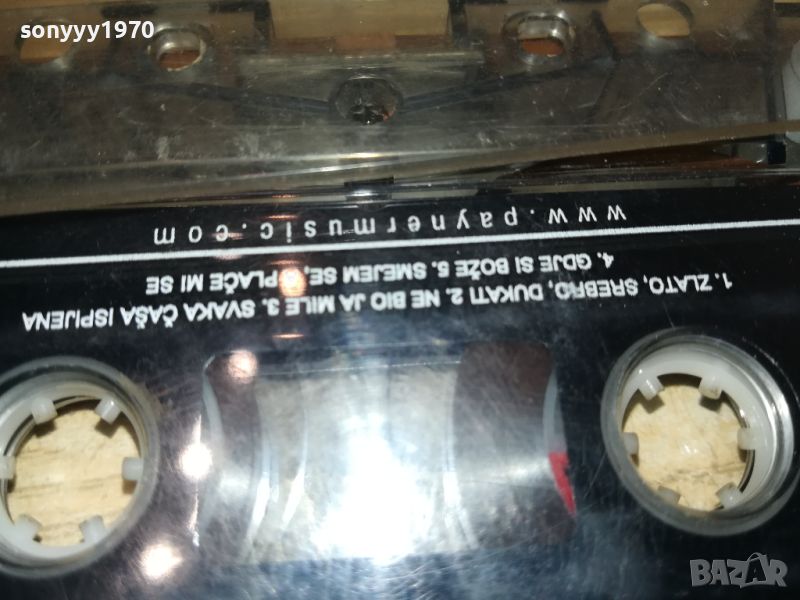 sonyyy1970
1. ZLATO, SREBRO, DUKATI 2. NE BIO JA MILE 3. SVAKA ČAŠA ISPIJENA
4. GDJE SI BOŽE 5. SMEJEM SE, PLAČE MI SE
www.paynermusic.com
BAZAR